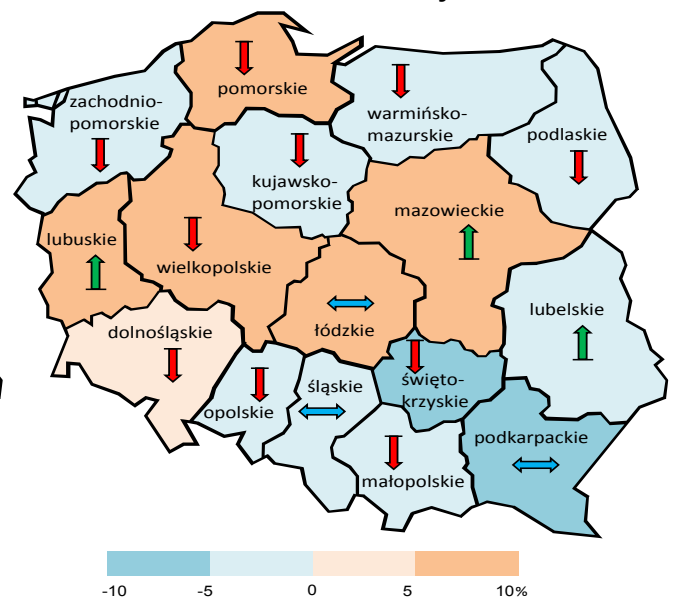 pomorskie
zachodnio-
pomorskie
warmińsko-
mazurskie
podlaskie
kujawsko-
pomorskie
mazowieckie
lubuskie
wielkopolskie
łódzkie
lubelskie
dolnośląskie
śląskie
święto-
krzyskie
opolskie
podkarpackie
małopolskie
-10 -5 0 5 10%